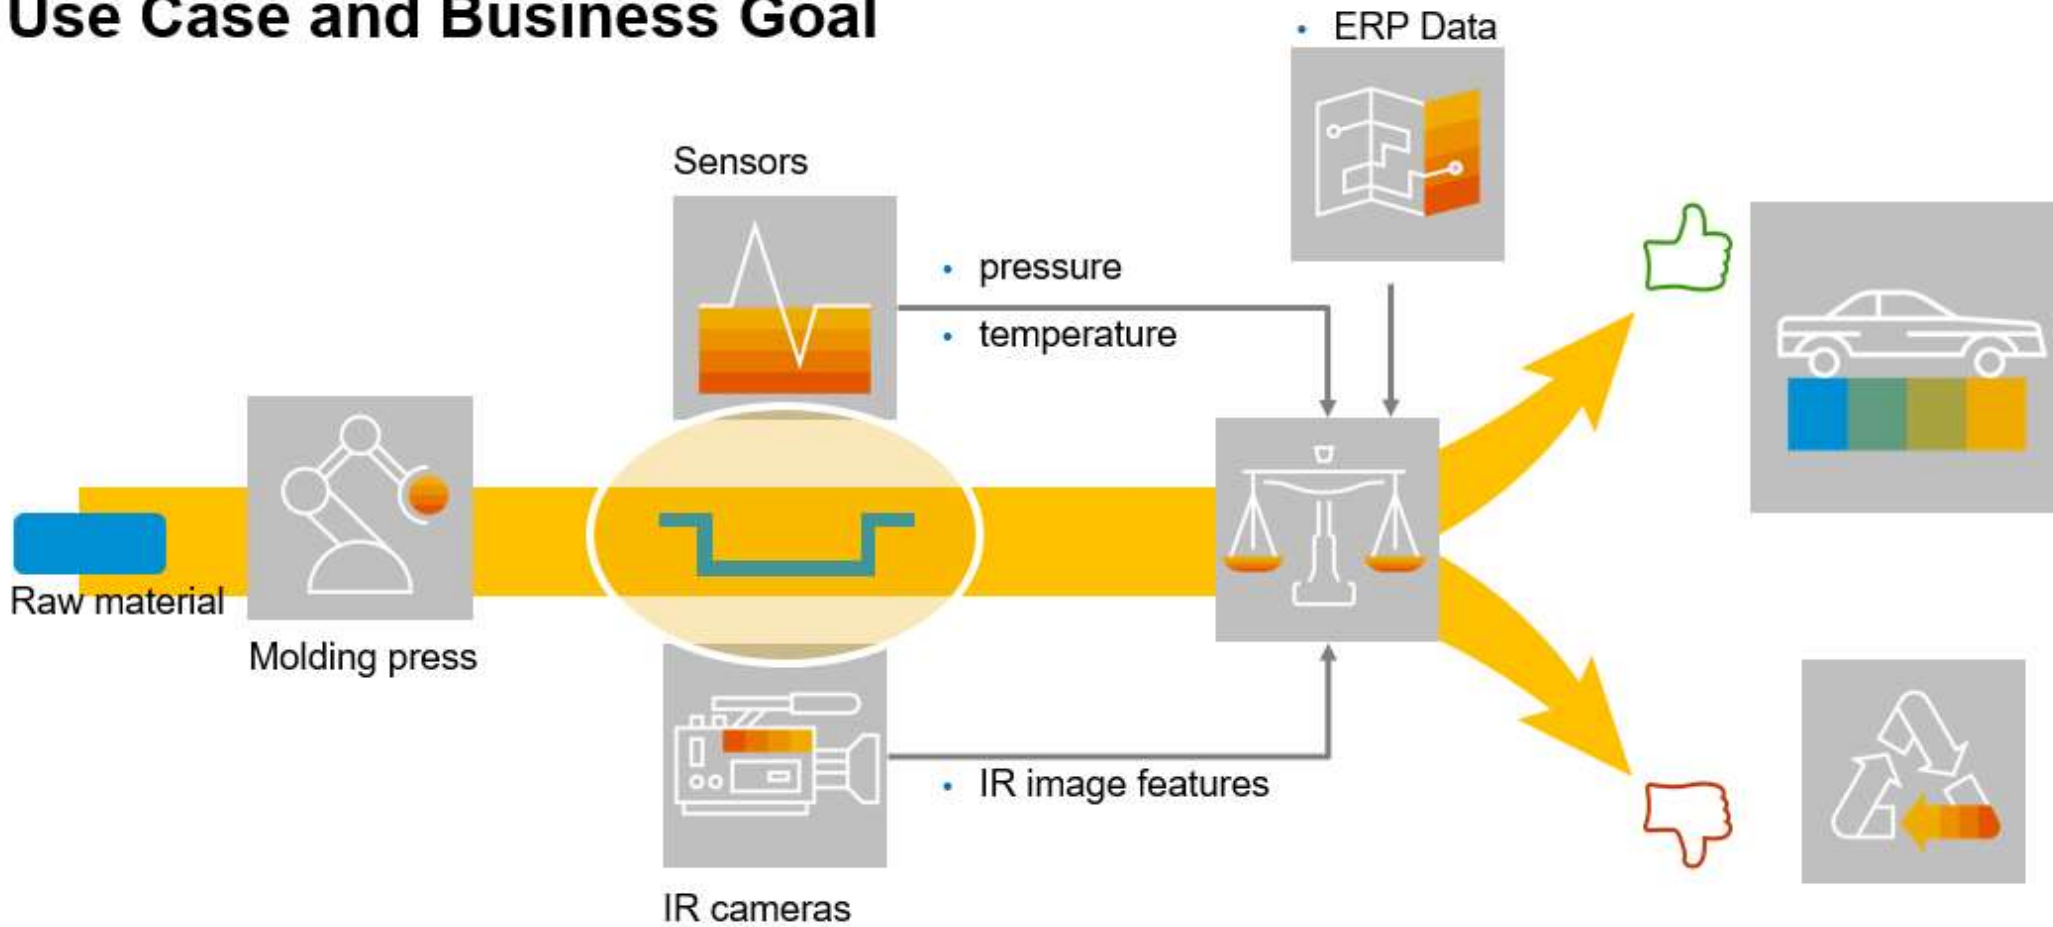 Use Case and Business Goal
• ERP Data
Sensors
• pressure
• temperature
Raw material
Molding press
• IR image features
IR cameras